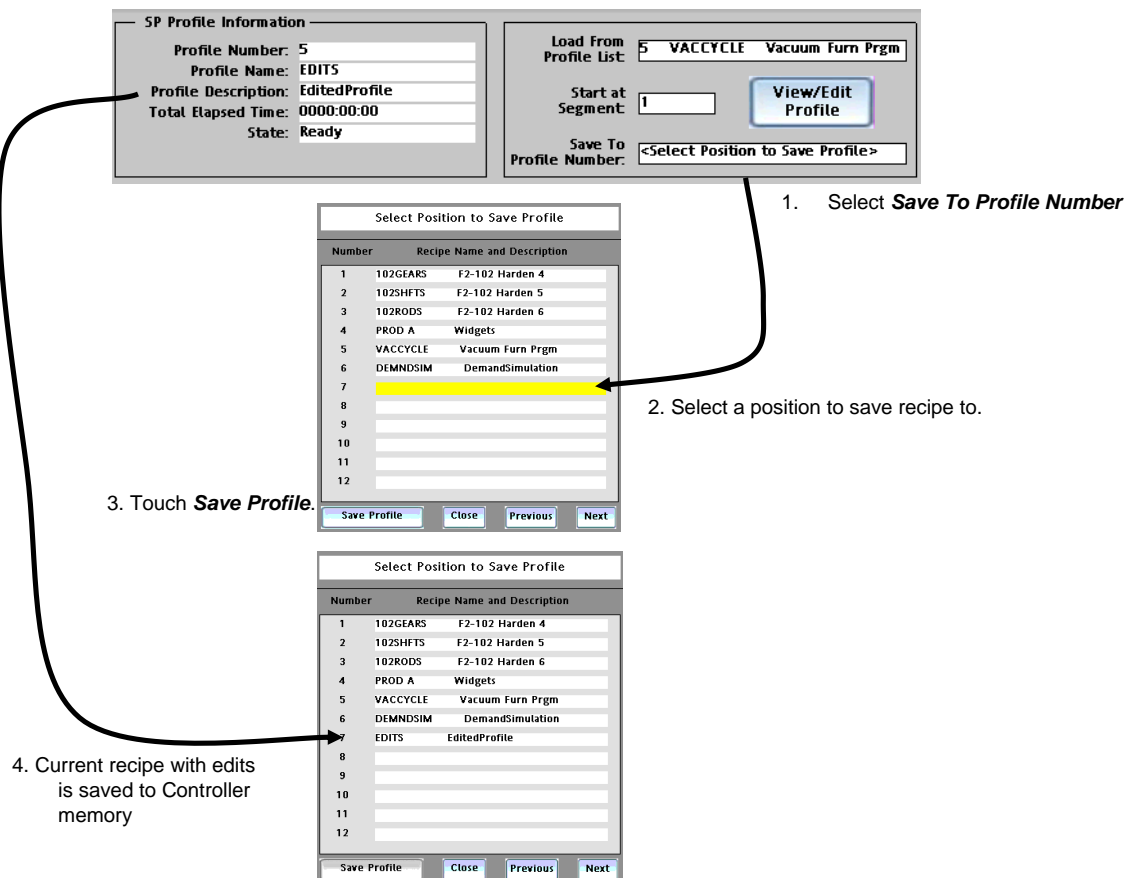 SP Profile Information
Profile Number: 5
Profile Name: EDITS
Profile Description: EditedProfile
Total Elapsed Time: 0000:00:00
State: Ready
Load From
Profile List: 5 VACCYCLE Vacuum Furn Prgm
Start at
Segment: 1
View/Edit
Profile
Save To
Profile Number: <Select Position to Save Profile>
1. Select Save To Profile Number
Select Position to Save Profile
Number Recipe Name and Description
1 102GEARS F2-102 Harden 4
2 102SHFTS F2-102 Harden 5
3 102RODS F2-102 Harden 6
4 PROD A Widgets
5 VACCYCLE Vacuum Furn Prgm
6 DEMNDSIM DemandSimulation
7
8
9
10
11
12
2. Select a position to save recipe to.
3. Touch Save Profile.
Save Profile Close Previous Next
Select Position to Save Profile
Number Recipe Name and Description
1 102GEARS F2-102 Harden 4
2 102SHFTS F2-102 Harden 5
3 102RODS F2-102 Harden 6
4 PROD A Widgets
5 VACCYCLE Vacuum Furn Prgm
6 DEMNDSIM DemandSimulation
7 EDITS EditedProfile
8
9
10
11
12
4. Current recipe with edits
is saved to Controller
memory
Save Profile Close Previous Next